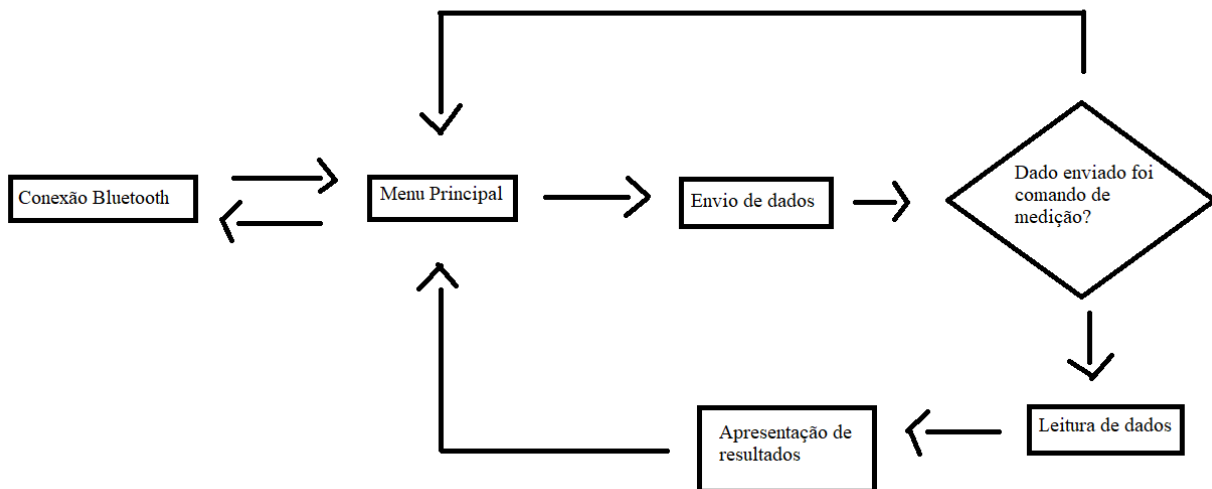 Conexão Bluetooth
Menu Principal
Envio de dados
Dado enviado foi
comando de
medição?
Leitura de dados
Apresentação de
resultados